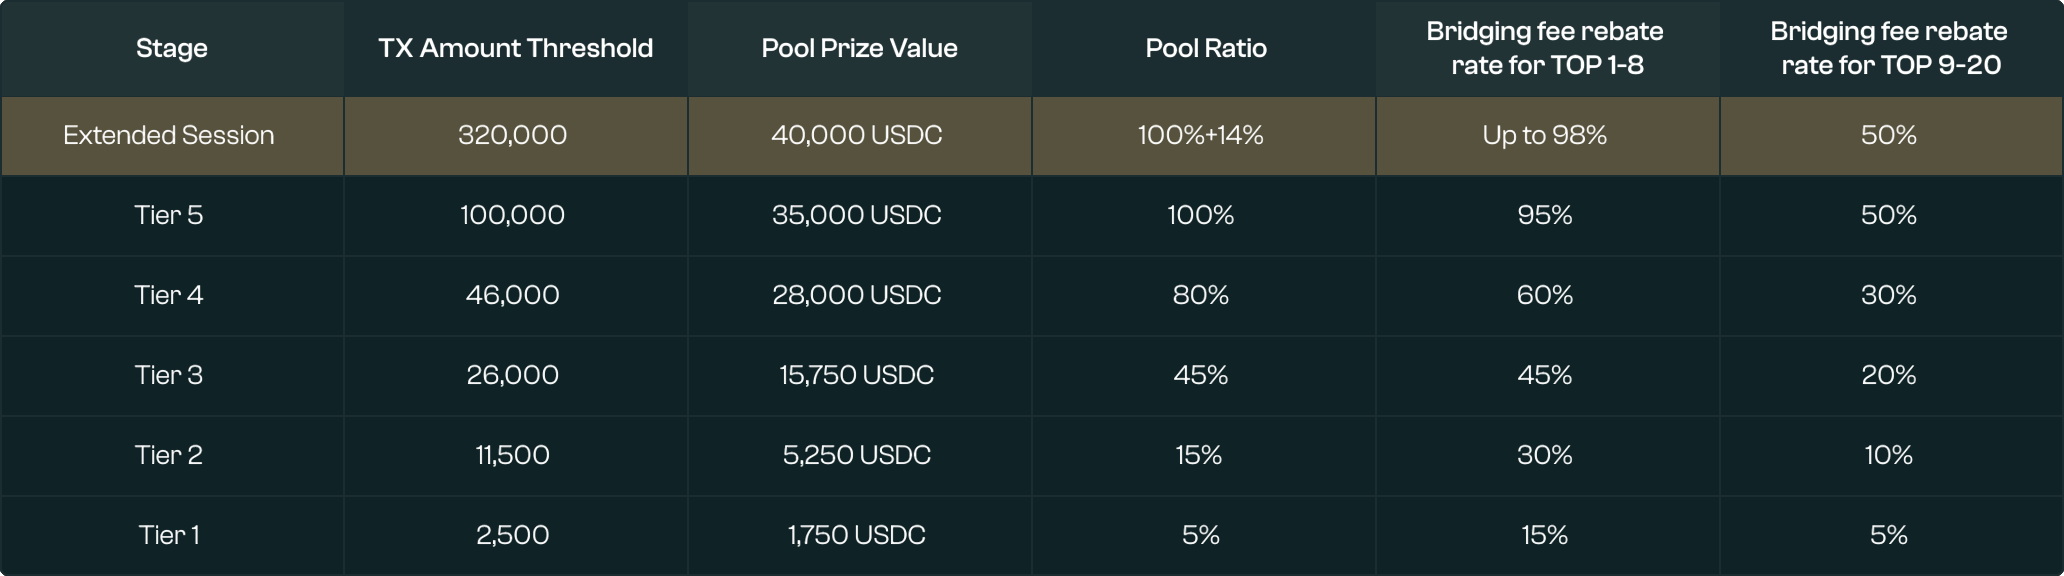 Stage TX Amount Threshold Pool Prize Value Pool Ratio Bridging fee rebate rate for TOP 1-8 Bridging fee rebate rate for TOP 9-20
Extended Session 320,000 40,000 USDC 100%+14% Up to 98% 50%
Tier 5 100,000 35,000 USDC 100% 95% 50%
Tier 4 46,000 28,000 USDC 80% 60% 30%
Tier 3 26,000 15,750 USDC 45% 45% 20%
Tier 2 11,500 5,250 USDC 15% 30% 10%
Tier 1 2,500 1,750 USDC 5% 15% 5%